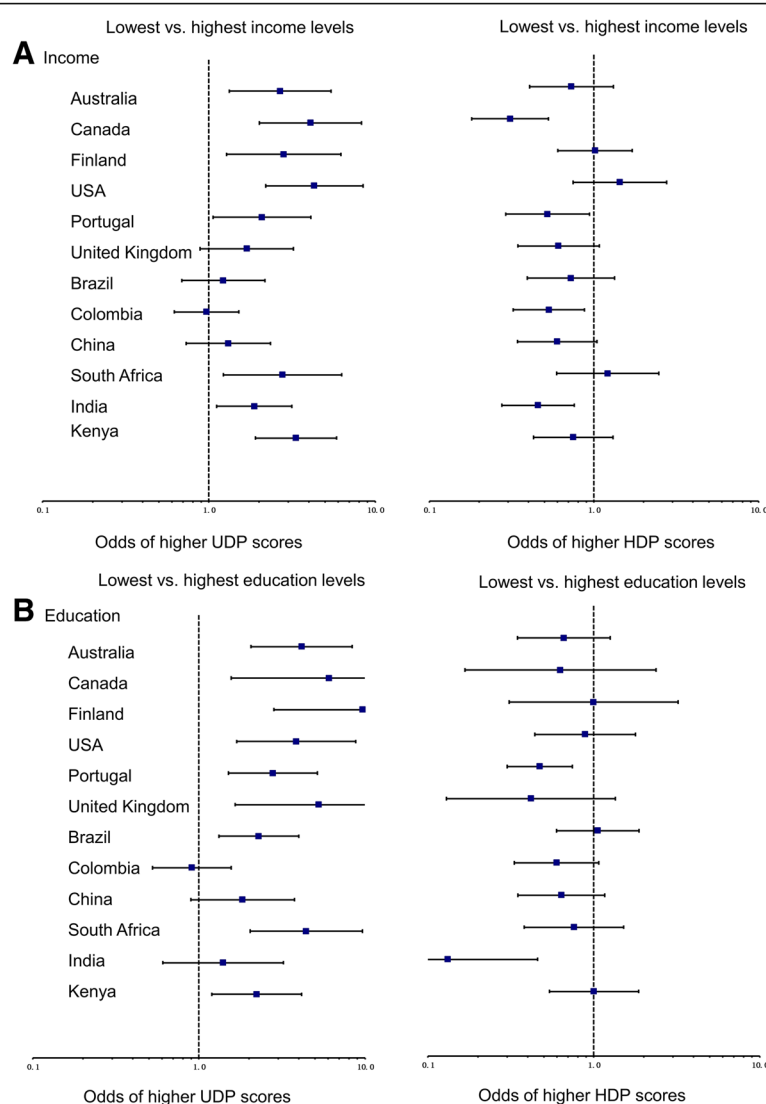 Lowest vs. highest income levels
Lowest vs. highest income levels
A Income
Australia
Canada
Finland
USA
Portugal
United Kingdom
Brazil
Colombia
China
South Africa
India
Kenya
0.1 1.0 10.0
0.1 1.0 10.0
Odds of higher UDP scores
Odds of higher HDP scores
Lowest vs. highest education levels
Lowest vs. highest education levels
B Education
Australia
Canada
Finland
USA
Portugal
United Kingdom
Brazil
Colombia
China
South Africa
India
Kenya
0.1 1.0 10.0
0.1 1.0 10.0
Odds of higher UDP scores
Odds of higher HDP scores